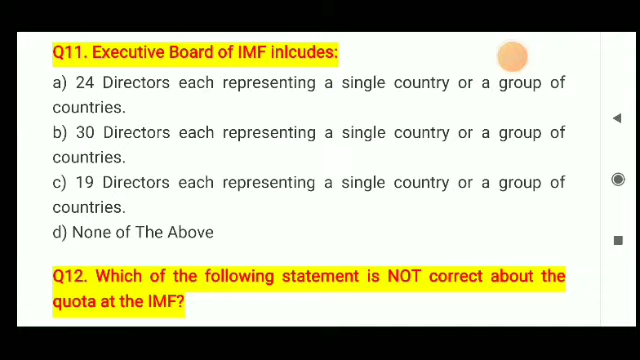 Q11. Executive Board of IMF inlcudes:
a) 24 Directors each representing a single country or a group of
countries.
b) 30 Directors each representing a single country or a group of
countries.
c) 19 Directors each representing a single country or a group of
countries.
d) None of The Above
Q12. Which of the following statement is NOT correct about the
quota at the IMF?